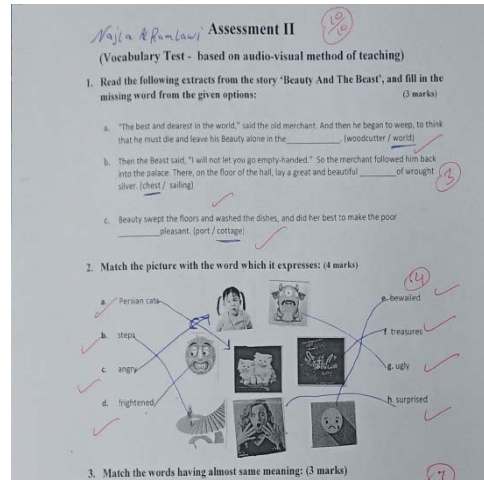 Najla Al Ramlawi Assessment II
10/10
(Vocabulary Test - based on audio-visual method of teaching)
1. Read the following extracts from the story 'Beauty And The Beast', and fill in the
missing word from the given options: (3 marks)
a. "The best and dearest in the world," said the old merchant. And then he began to weep, to think
that he must die and leave his Beauty alone in the____________. (woodcutter / world)
b. Then the Beast said, "I will not let you go empty-handed." So the merchant followed him back
into the palace. There, on the floor of the hall, lay a great and beautiful ________of wrought
silver. (chest / sailing)
3
c. Beauty swept the floors and washed the dishes, and did her best to make the poor
_________pleasant. (port / cottage)
2. Match the picture with the word which it expresses: (4 marks)
4
a. Persian cats
e. bewailed
b. steps
f. treasures
c. angry
g. ugly
d. frightened
h. surprised
3. Match the words having almost same meaning: (3 marks)